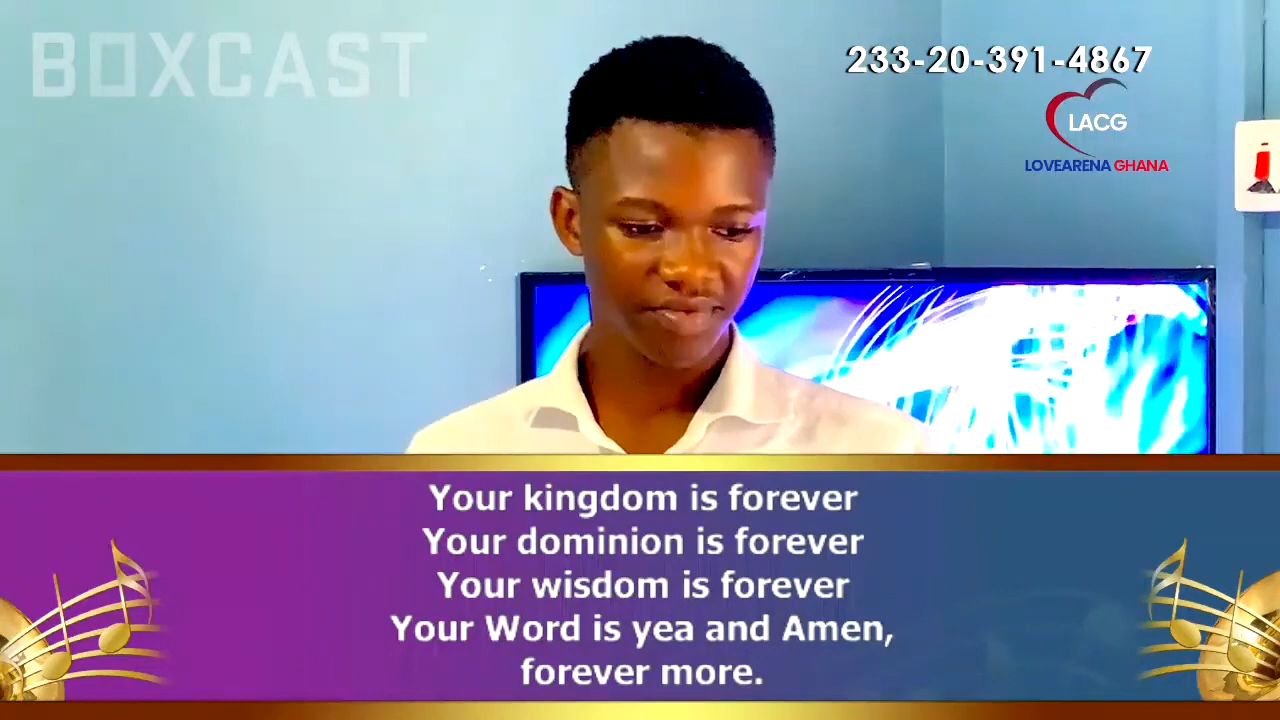 BOXCAST
233-20-391-4867
LACG
LOVEARENA GHANA
Your kingdom is forever
Your dominion is forever
Your wisdom is forever
Your Word is yea and Amen,
forever more.